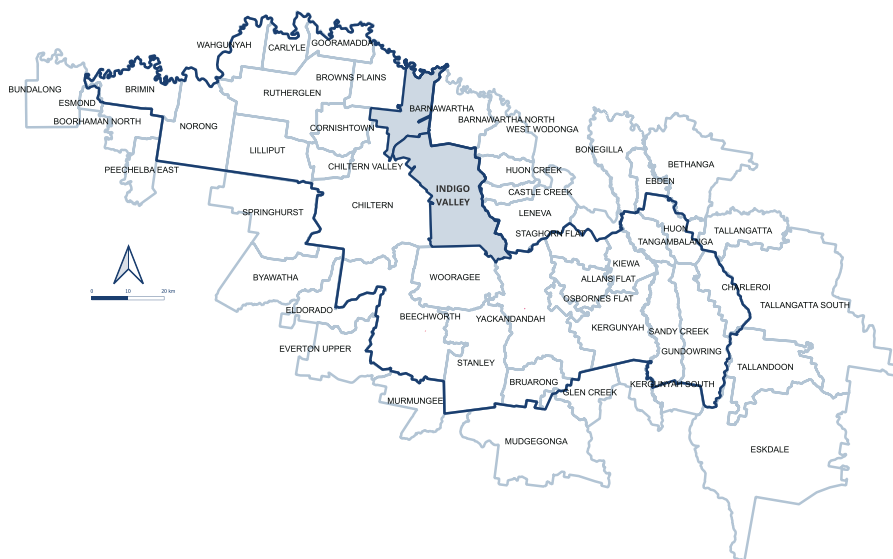 WAHGUNYAH
CARLYLE
GOORAMADDA
BUNDALONG
BRIMIN
ESMOND
BOORHAMAN NORTH
RUTHERGLEN
BROWNS PLAINS
BARNAWARTHA
BARNAWARTHA NORTH
WEST WODONGA
NORONG
CORNISHTOWN
LILLIPUT
BONEGILLA
BETHANGA
PEECHELBA EAST
CHILTERN VALLEY
HUON CREEK
EBDEN
INDIGO
VALLEY
CASTLE CREEK
CHILTERN
SPRINGHURST
LENEVA
STAGHORN FLAT
HUON
TANGAMBALANGA
TALLANGATTA
BYAWATHA
WOORAGEE
KIEWA
ALLANS FLAT
CHARLEROI
0 10 20 km
OSBORNES FLAT
TALLANGATTA SOUTH
ELDORADO
BEECHWORTH
YACKANDANDAH
KERGUNYAH
SANDY CREEK
EVERTON UPPER
GUNDOWRING
STANLEY
TALLANDOON
BRUARONG
KERGUNYAH SOUTH
GLEN CREEK
MURMUNGEE
MUDGEGONGA
ESKDALE